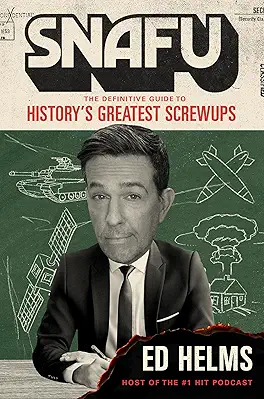 SNAFU
THE DEFINITIVE GUIDE TO
HISTORY'S GREATEST SCREWUPS
ED HELMS
HOST OF THE #1 HIT PODCAST